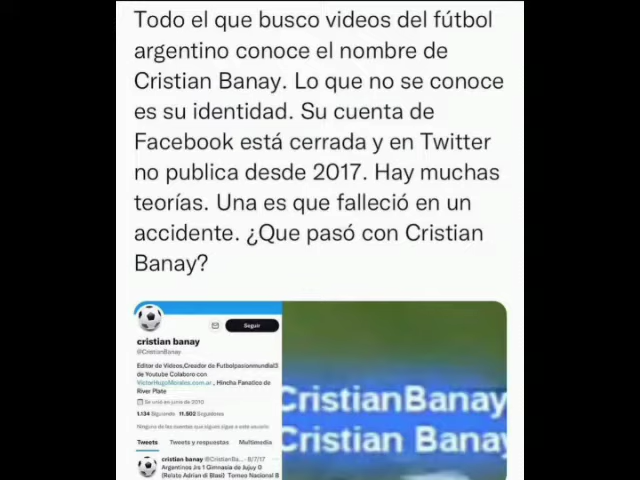 Todo el que busco videos del fútbol
argentino conoce el nombre de
Cristian Banay. Lo que no se conoce
es su identidad. Su cuenta de
Facebook está cerrada y en Twitter
no publica desde 2017. Hay muchas
teorías. Una es que falleció en un
accidente. ¿Que pasó con Cristian
Banay?
Seguir
cristian banay
@CristianBanay
Editor de Videos,Creador de Futbolpasionmundial3
de Youtube Colaboro con
VictorHugoMorales.com.ar , Hincha Fanatico de
River Plate
Se unió en junio de 2010
1.134 Siguiendo 11.502 Seguidores
Ninguno de las cuentas que sigues sigue a este usuario
Tweets Tweets y respuestas Multimedia
cristian banay @CristianBa... · 8/7/17
Argentinos Jrs 1 Gimnasia de Jujuy 0
(Relato Adrian di Blasi) Torneo Nacional B
CristianBanay
Cristian Banay